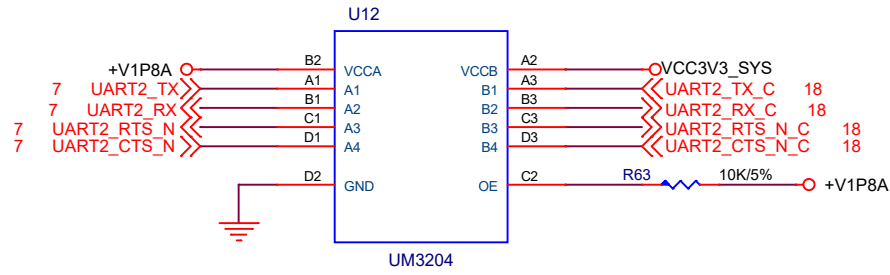 U12
+V1P8A B2 VCCA VCCB A2 VCC3V3_SYS
7 UART2_TX A1 A1 B1 A3 UART2_TX_C 18
7 UART2_RX B1 A2 B2 B3 UART2_RX_C 18
7 UART2_RTS_N C1 A3 B3 C3 UART2_RTS_N_C 18
7 UART2_CTS_N D1 A4 B4 D3 UART2_CTS_N_C 18
D2 GND OE C2 R63 10K/5% +V1P8A
UM3204